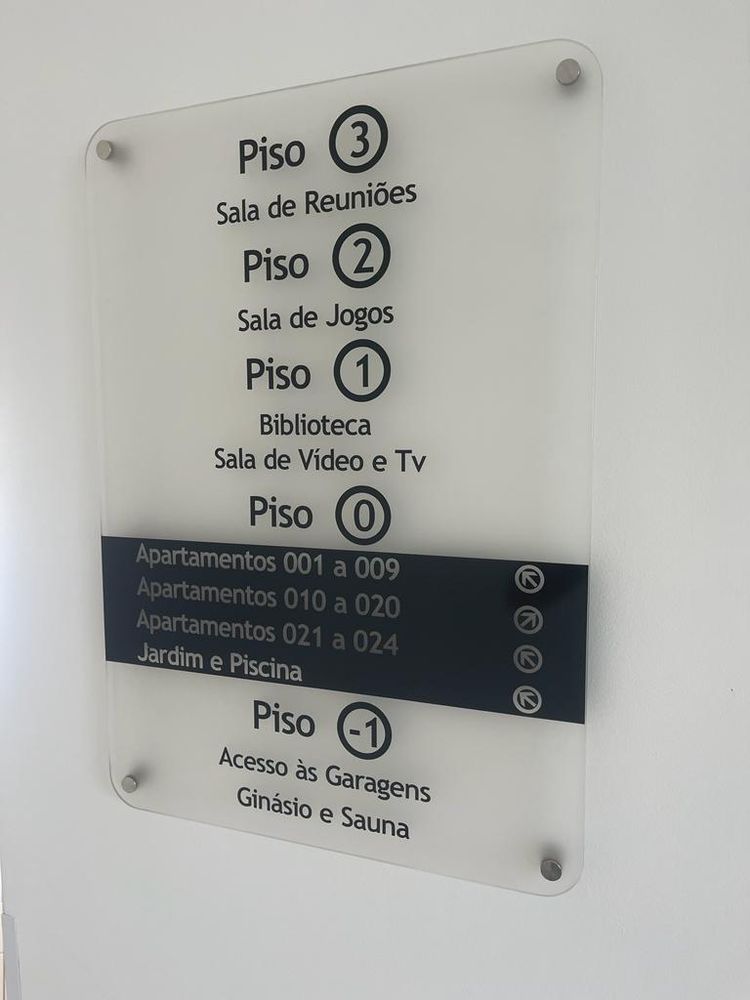 Piso 3
Sala de Reuniões
Piso 2
Sala de Jogos
Piso 1
Biblioteca
Sala de Vídeo e Tv
Piso 0
Apartamentos 001 a 009
Apartamentos 010 a 020
Apartamentos 021 a 024
Jardim e Piscina
Piso -1
Acesso às Garagens
Ginásio e Sauna